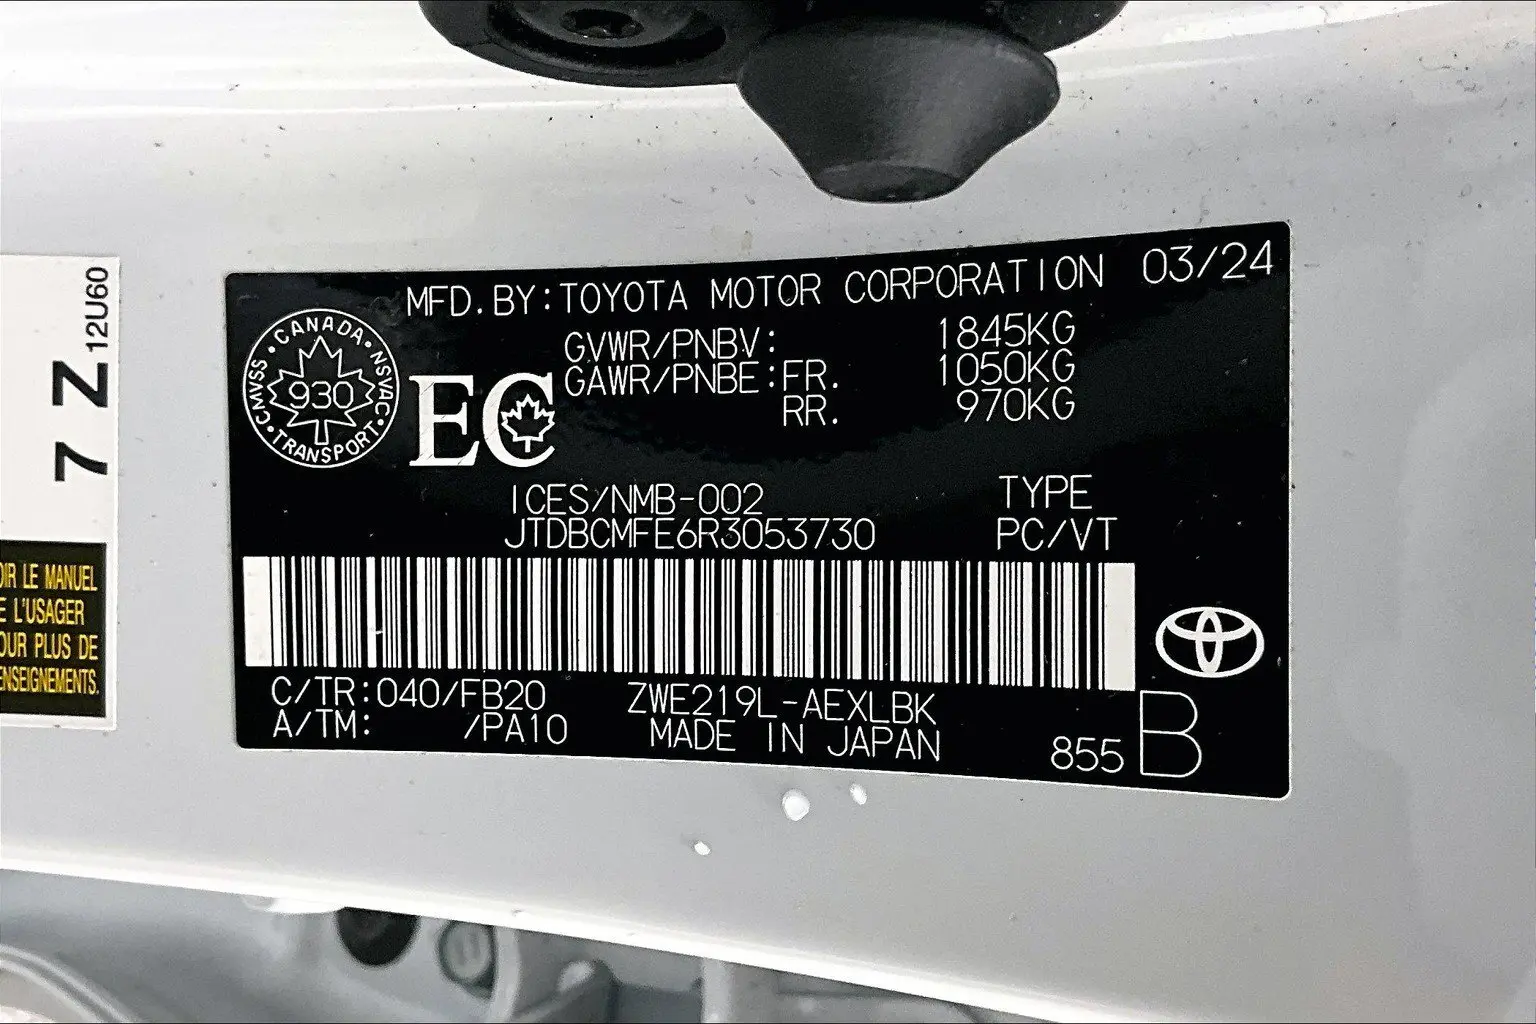 12U60
7 Z
OIR LE MANUEL
E L'USAGER
OUR PLUS DE
ENSEIGNEMENTS.
MFD. BY: TOYOTA MOTOR CORPORATION 03/24
GVWR/PNBV: 1845KG
GAWR/PNBE: FR. 1050KG
RR. 970KG
CANADA · NSVAC · TRANSPORT · CMVSS ·
930
EC
ICES/NMB-002
JTDBCMFE6R3053730
TYPE
PC/VT
C/TR: 040/FB20 ZWE219L-AEXLBK
A/TM: /PA10 MADE IN JAPAN
855 B